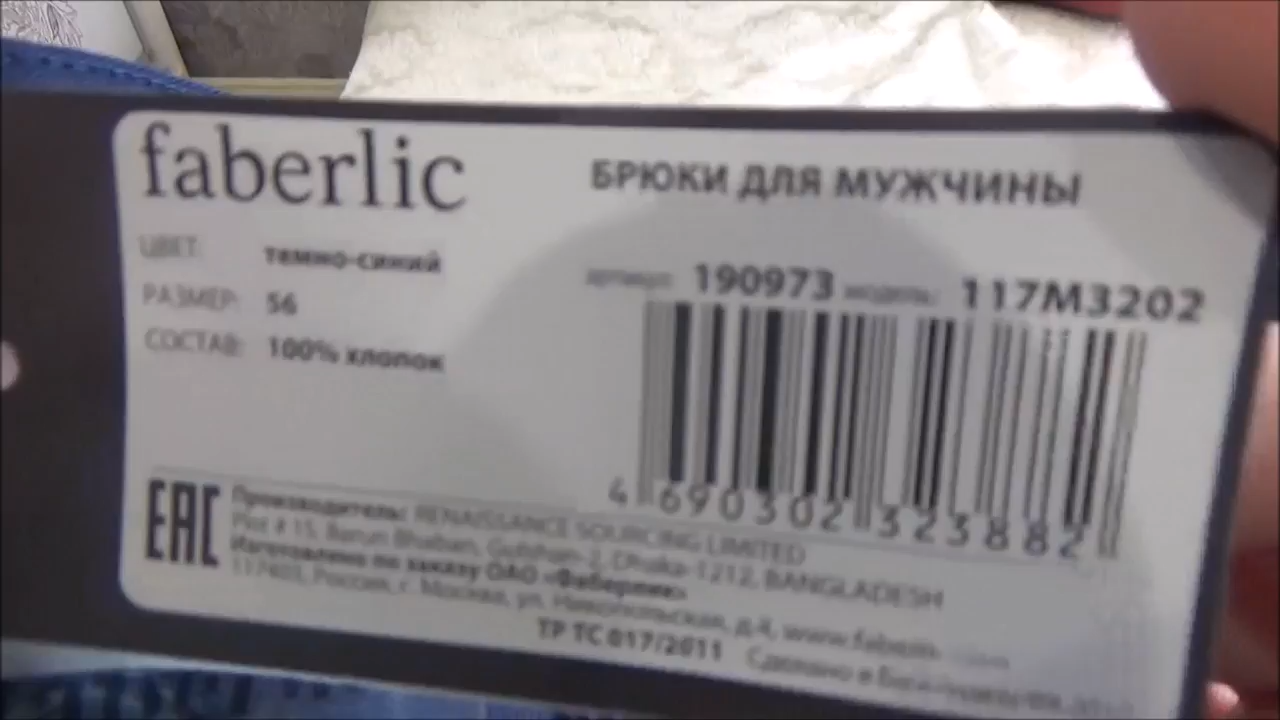 faberlic
БРЮКИ ДЛЯ МУЖЧИНЫ
ЦВЕТ: темно-синий
РАЗМЕР: 56
СОСТАВ: 100% хлопок
артикул: 190973 модель: 117M3202
4 690302 323882
EAC
Производитель: RENAISSANCE SOURCING LIMITED
Plot # 15, Barun Bhaban, Gulshan-2, Dhaka-1212, BANGLADESH
Изготовлено по заказу ОАО «Фаберлик»
117405, Россия, г. Москва, ул. Никопольская, д.4, www.faberlic
ТР ТС 017/2011 Сделано в